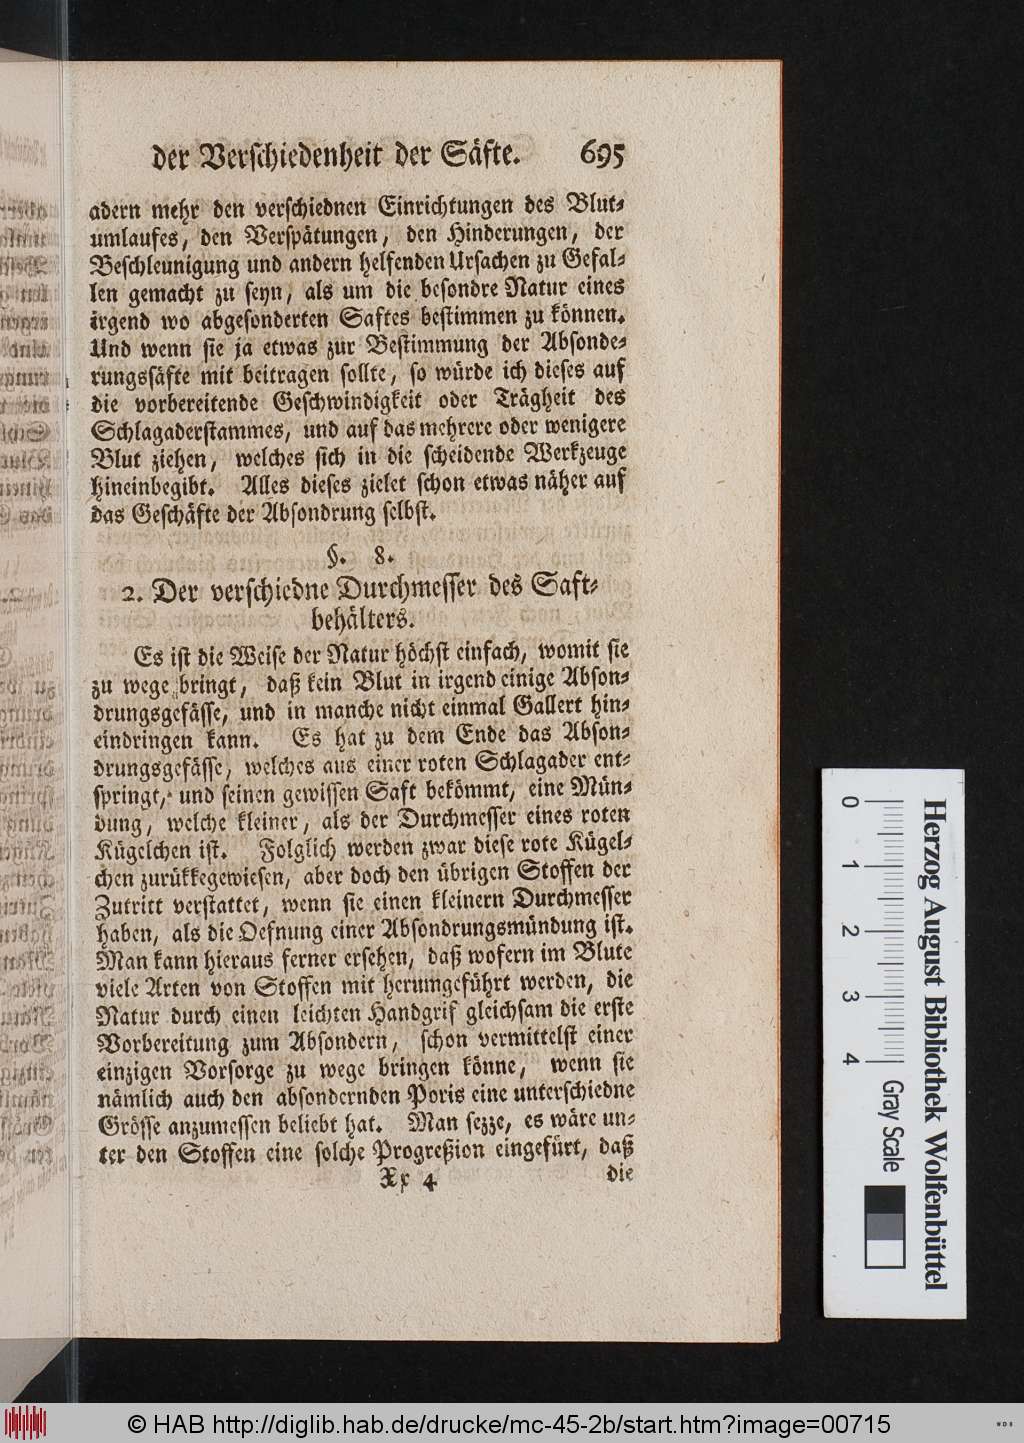 der Verschiedenheit der Säfte. 695
adern mehr den verschiednen Einrichtungen des Blut-
umlaufes, den Verspätungen, den Hinderungen, der
Beschleunigung und andern helfenden Ursachen zu Gefal-
len gemacht zu seyn, als um die besondre Natur eines
irgend wo abgesonderten Saftes bestimmen zu können.
Und wenn sie ja etwas zur Bestimmung der Absonde-
rungssäfte mit beitragen sollte, so würde ich dieses auf
die vorbereitende Geschwindigkeit oder Trägheit des
Schlagaderstammes, und auf das mehrere oder wenigere
Blut ziehen, welches sich in die scheidende Werkzeuge
hineinbegibt. Alles dieses zielet schon etwas näher auf
das Geschäfte der Absondrung selbst.
§. 8.
2. Der verschiedne Durchmesser des Saft-
behälters.
Es ist die Weise der Natur höchst einfach, womit sie
zu wege bringt, daß kein Blut in irgend einige Abson-
drungsgefässe, und in manche nicht einmal Gallert hin-
eindringen kann. Es hat zu dem Ende das Abson-
drungsgefässe, welches aus einer roten Schlagader ent-
springt, und seinen gewissen Saft bekömmt, eine Mün-
dung, welche kleiner, als der Durchmesser eines roten
Kügelchen ist. Folglich werden zwar diese rote Kügel-
chen zurükkegewiesen, aber doch den übrigen Stoffen der
Zutritt verstattet, wenn sie einen kleinern Durchmesser
haben, als die Oefnung einer Absondrungsmündung ist.
Man kann hieraus ferner ersehen, daß wofern im Blute
viele Arten von Stoffen mit herumgeführt werden, die
Natur durch einen leichten Handgrif gleichsam die erste
Vorbereitung zum Absondern, schon vermittelst einer
einzigen Vorsorge zu wege bringen könne, wenn sie
nämlich auch den absondernden Poris eine unterschiedne
Grösse anzumessen beliebt hat. Man sezze, es wäre un-
ter den Stoffen eine solche Progreßion eingefürt, daß
Xx 4 die
0 1 2 3 4 Gray Scale
Herzog August Bibliothek Wolfenbüttel
© HAB http://diglib.hab.de/drucke/mc-45-2b/start.htm?image=00715